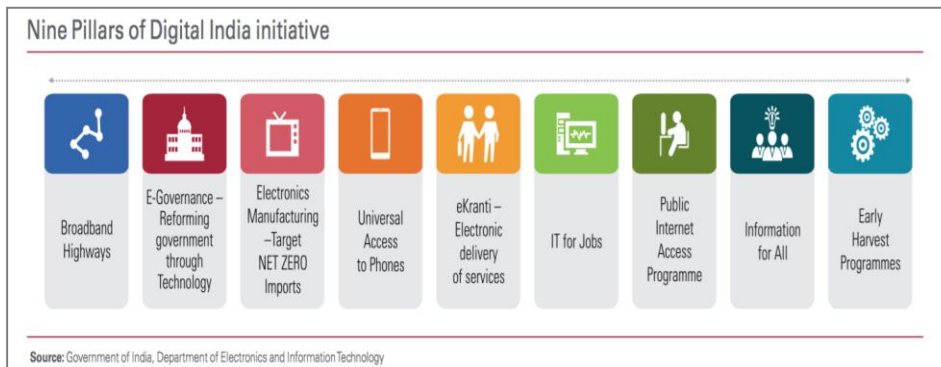 Nine Pillars of Digital India initiative
Broadband
Highways
E-Governance –
Reforming
government
through
Technology
Electronics
Manufacturing
–Target
NET ZERO
Imports
Universal
Access
to Phones
eKranti –
Electronic
delivery
of services
IT for Jobs
Public
Internet
Access
Programme
Information
for All
Early
Harvest
Programmes
Source: Government of India, Department of Electronics and Information Technology